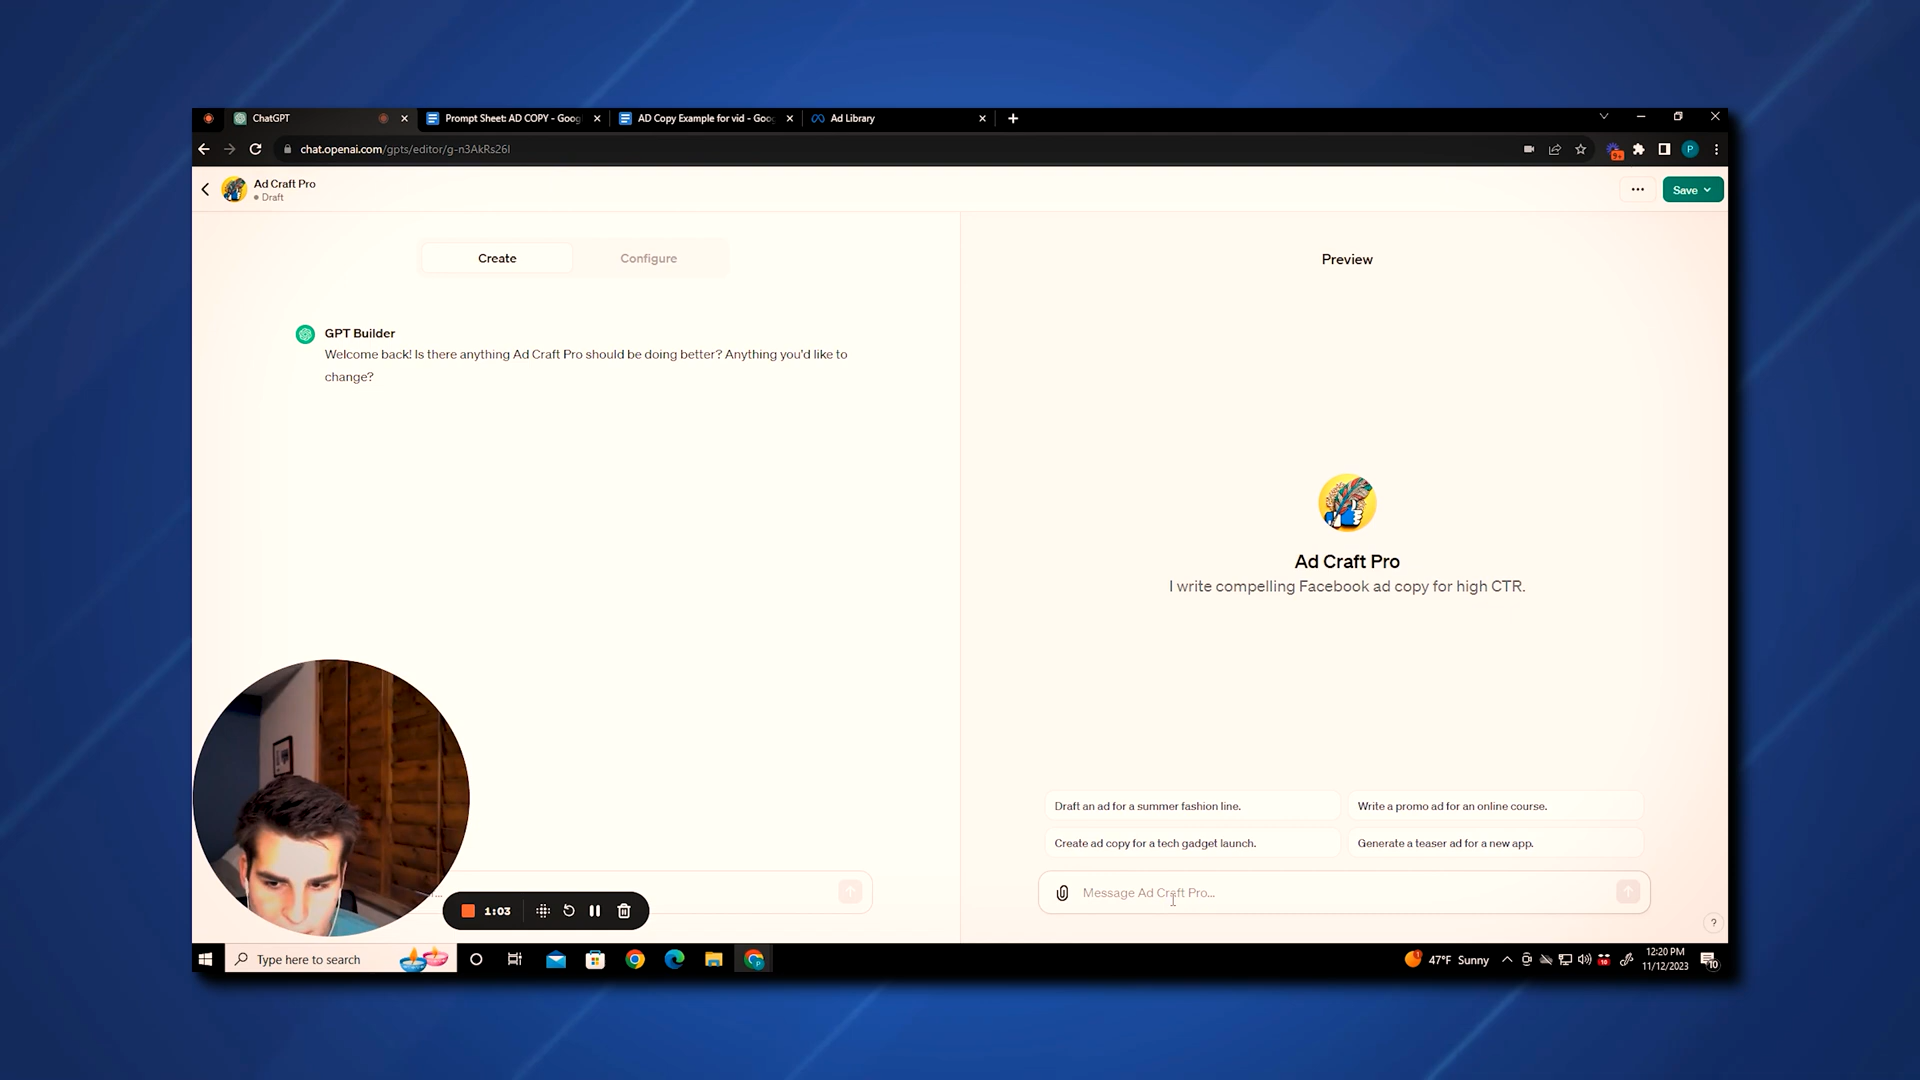 ChatGPT
Prompt Sheet: AD COPY - Goog
AD Copy Example for vid - Goo
Ad Library
chat.openai.com/gpts/editor/g-n3AkRs26l
9+
P
Ad Craft Pro
Draft
Save
Create
Configure
Preview
GPT Builder
Welcome back! Is there anything Ad Craft Pro should be doing better? Anything you'd like to
change?
Ad Craft Pro
I write compelling Facebook ad copy for high CTR.
Draft an ad for a summer fashion line.
Write a promo ad for an online course.
Create ad copy for a tech gadget launch.
Generate a teaser ad for a new app.
Message Ad Craft Pro...
1:03
?
Type here to search
47°F Sunny
12:20 PM
11/12/2023
10